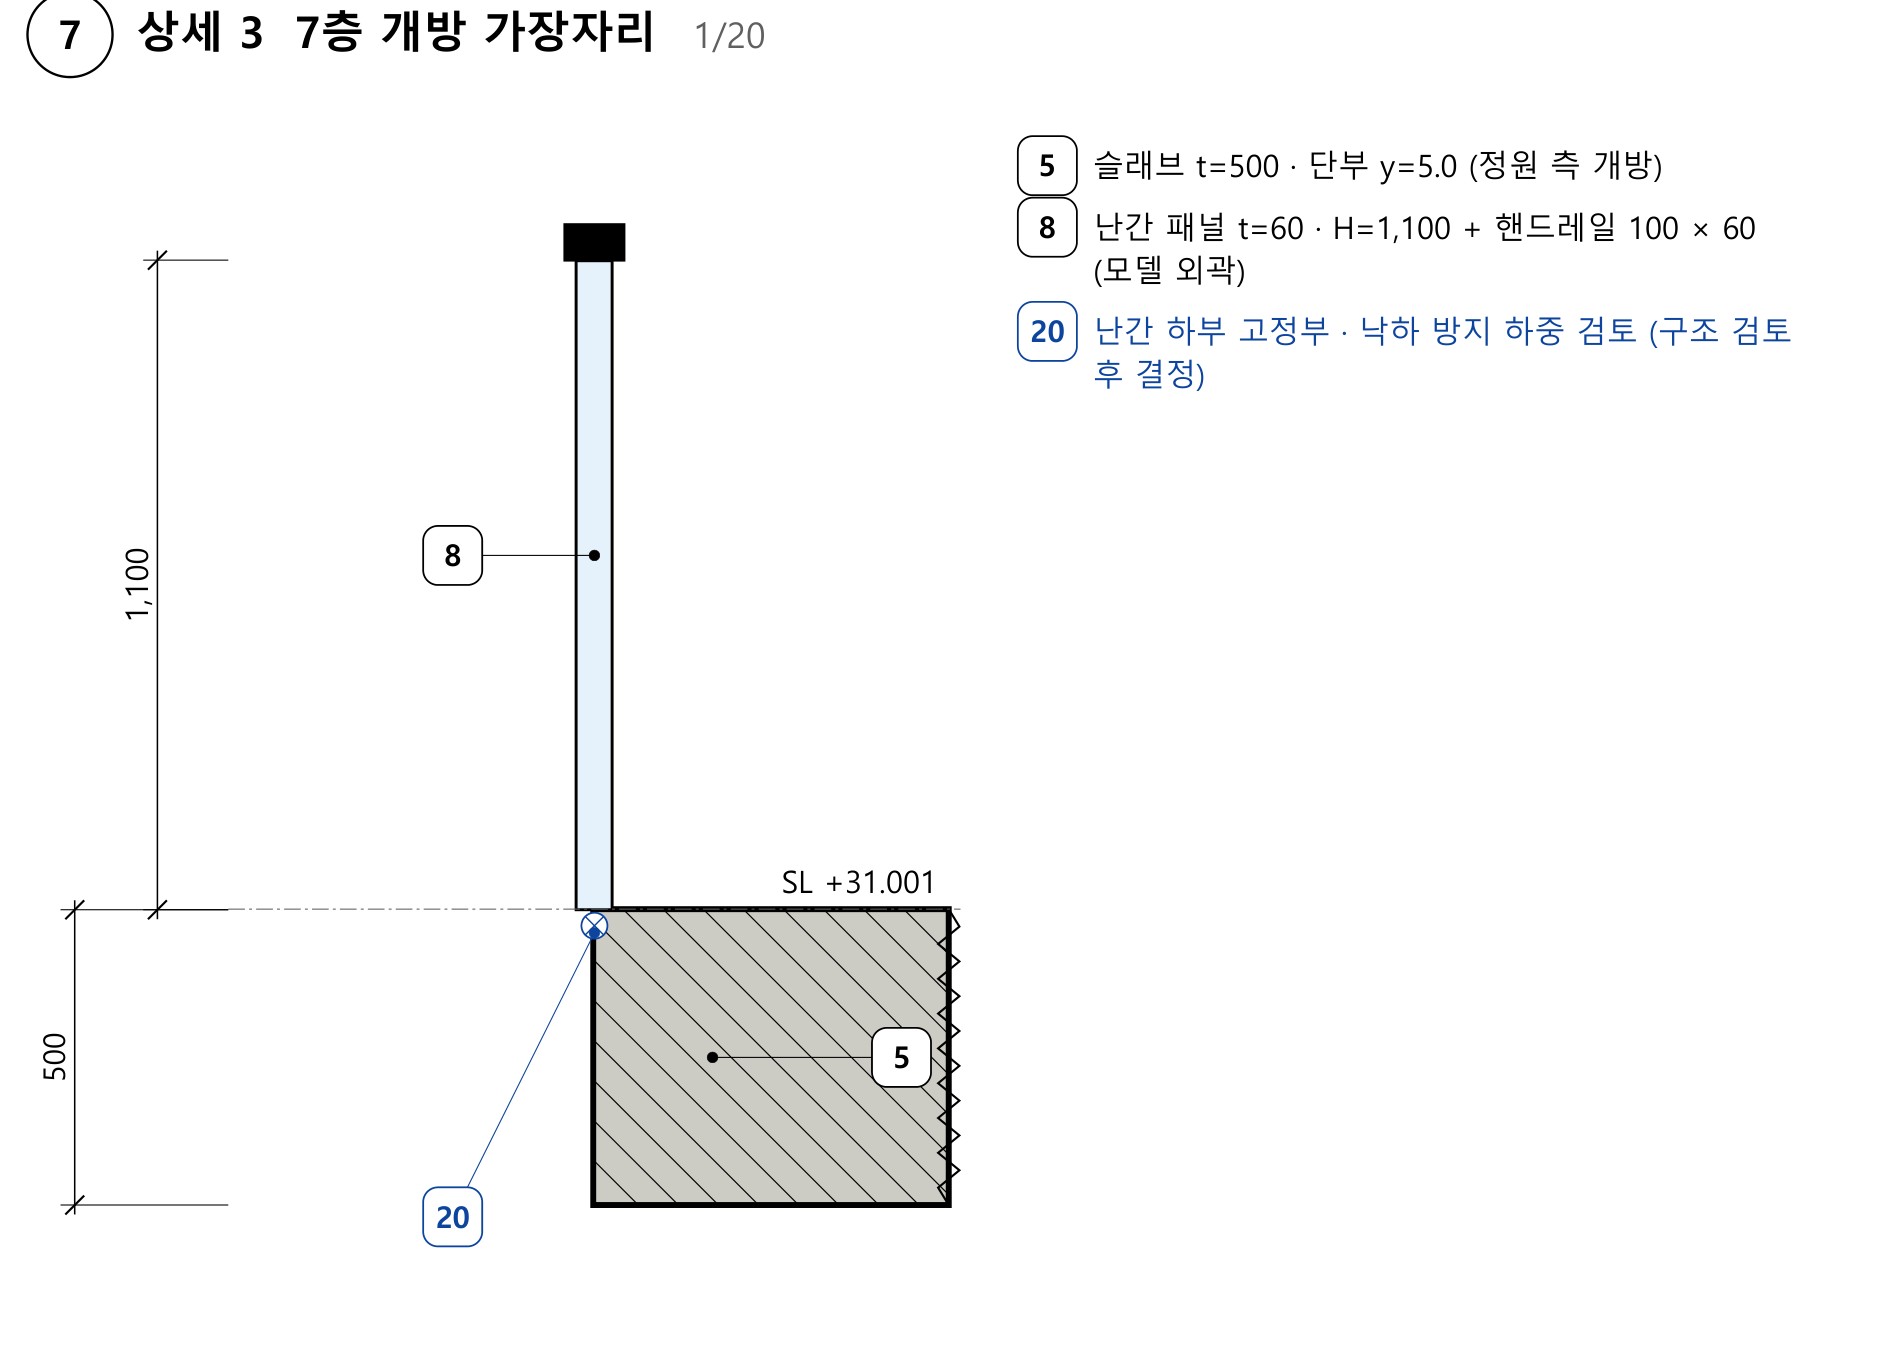 7 상세 3 7층 개방 가장자리 1/20
5 슬래브 t=500 · 단부 y=5.0 (정원 측 개방)
8 난간 패널 t=60 · H=1,100 + 핸드레일 100 × 60
(모델 외곽)
20 난간 하부 고정부 · 낙하 방지 하중 검토 (구조 검토
후 결정)
1,100
8
SL +31.001
500
5
20